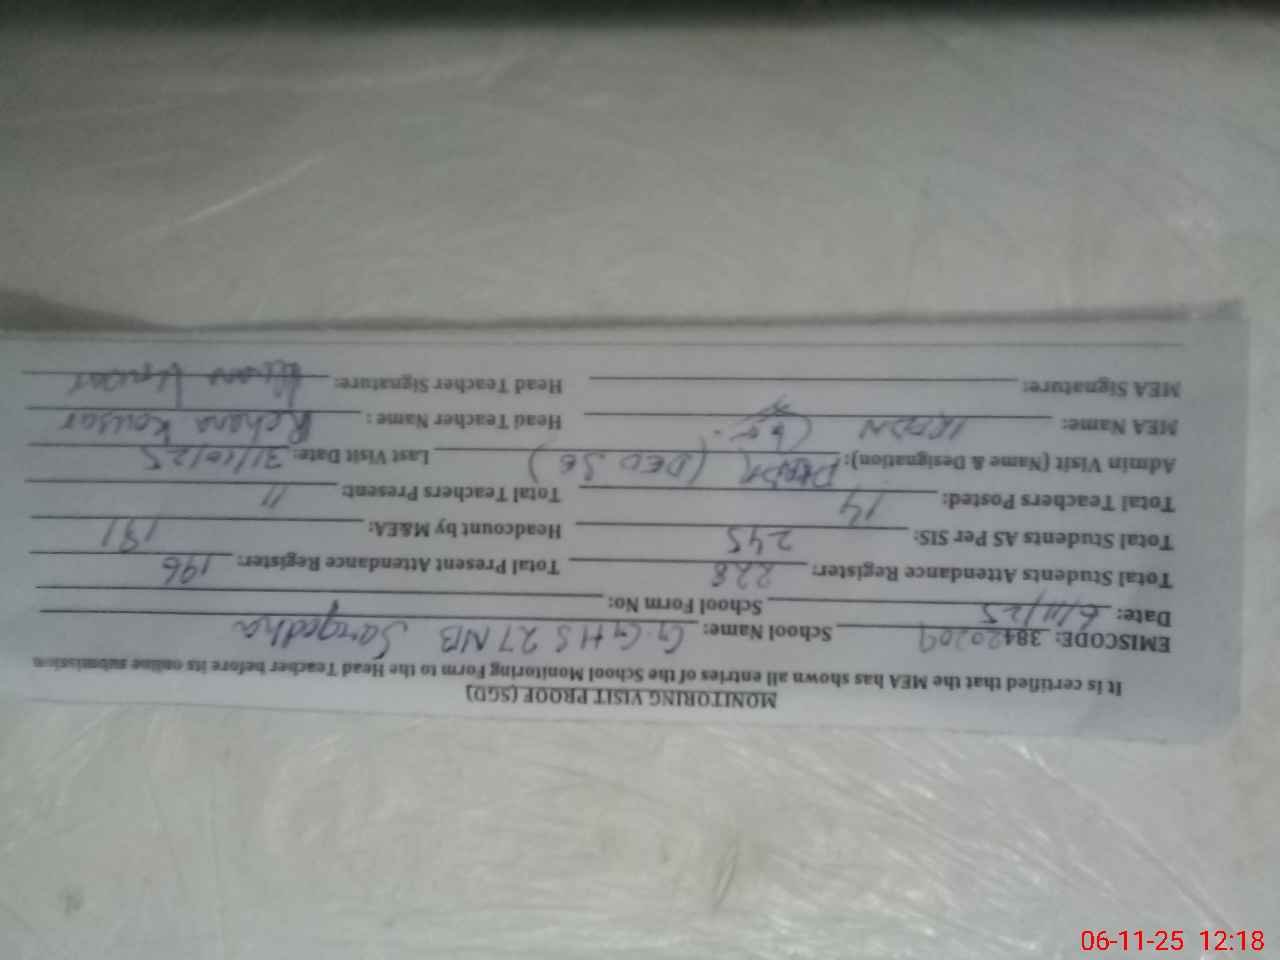 MONITORING VISIT PROOF (SGD)
It is certified that the MEA has shown all entries of the School Monitoring Form to the Head Teacher before its online submission
EMISCODE: 38420209 School Name: G.G.H.S 27 NB Sargodha
Date: 6/11/25 School Form No:
Total Students Attendance Register: 228 Total Present Attendance Register: 196
Total Students AS Per SIS: 245 Headcount by M&EA: 191
Total Teachers Posted: 14 Total Teachers Present: 11
Admin Visit (Name & Designation): (DEO SE) Last Visit Date: 31/10/25
MEA Name: Head Teacher Name: Rehana Kousar
MEA Signature: Head Teacher Signature: Rehana Kousar
06-11-25 12:18